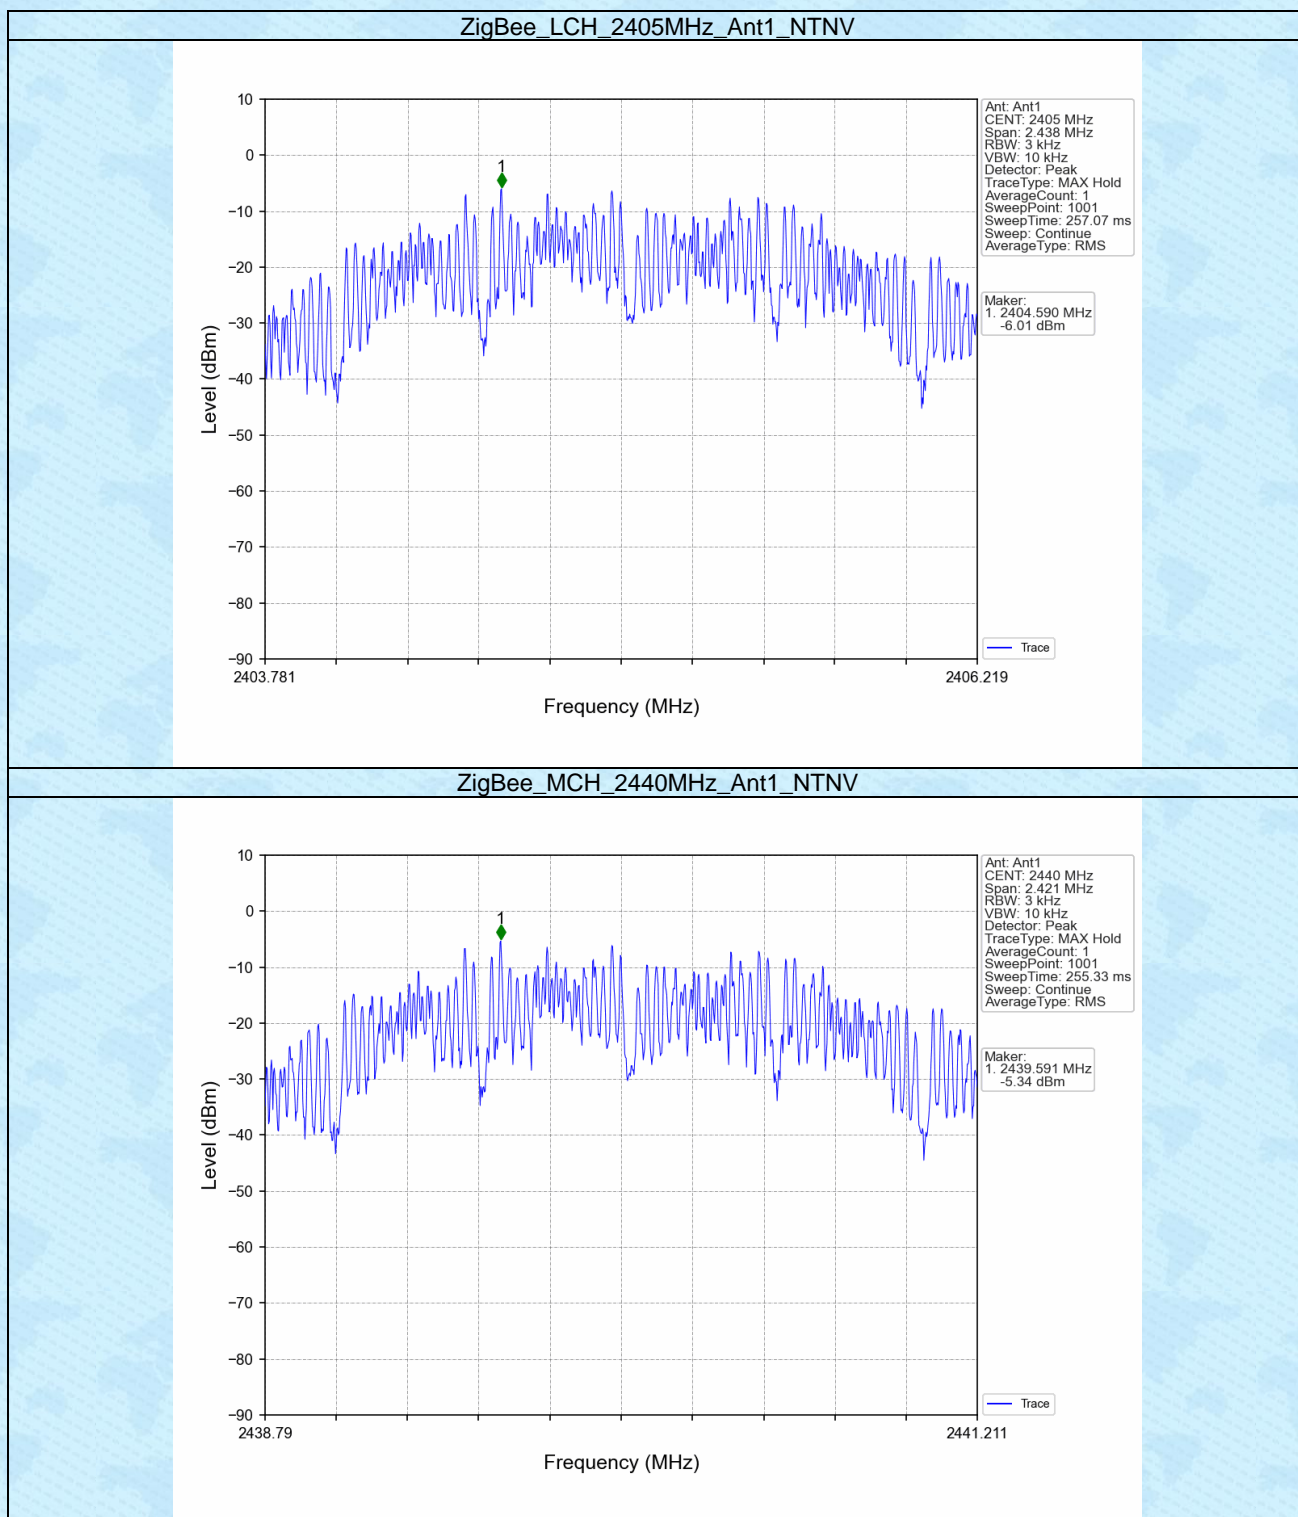 ZigBee_LCH_2405MHz_Ant1_NTNV
10
0
−10
−20
−30
−40
−50
−60
−70
−80
−90
Level (dBm)
1
2403.781
2406.219
Frequency (MHz)
Ant: Ant1
CENT: 2405 MHz
Span: 2.438 MHz
RBW: 3 kHz
VBW: 10 kHz
Detector: Peak
TraceType: MAX Hold
AverageCount: 1
SweepPoint: 1001
SweepTime: 257.07 ms
Sweep: Continue
AverageType: RMS
Maker:
1. 2404.590 MHz
-6.01 dBm
Trace
ZigBee_MCH_2440MHz_Ant1_NTNV
10
0
−10
−20
−30
−40
−50
−60
−70
−80
−90
Level (dBm)
1
2438.79
2441.211
Frequency (MHz)
Ant: Ant1
CENT: 2440 MHz
Span: 2.421 MHz
RBW: 3 kHz
VBW: 10 kHz
Detector: Peak
TraceType: MAX Hold
AverageCount: 1
SweepPoint: 1001
SweepTime: 255.33 ms
Sweep: Continue
AverageType: RMS
Maker:
1. 2439.591 MHz
-5.34 dBm
Trace